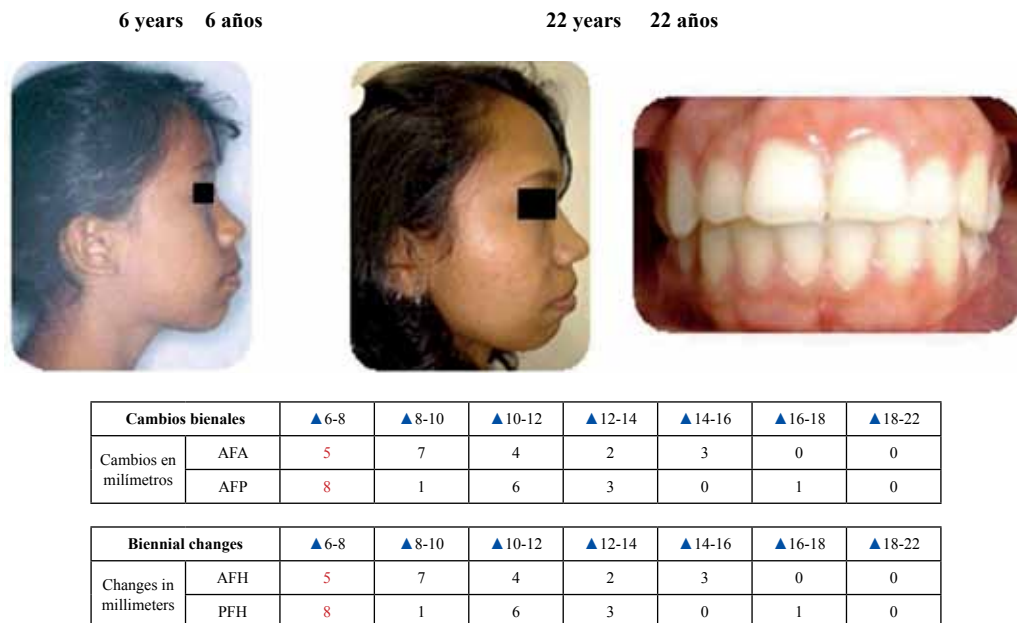 6 years 6 años 22 years 22 años
Cambios bienales ▲6-8 ▲8-10 ▲10-12 ▲12-14 ▲14-16 ▲16-18 ▲18-22
Cambios en milímetros
AFA 5 7 4 2 3 0 0
AFP 8 1 6 3 0 1 0
Biennial changes ▲6-8 ▲8-10 ▲10-12 ▲12-14 ▲14-16 ▲16-18 ▲18-22
Changes in millimeters
AFH 5 7 4 2 3 0 0
PFH 8 1 6 3 0 1 0